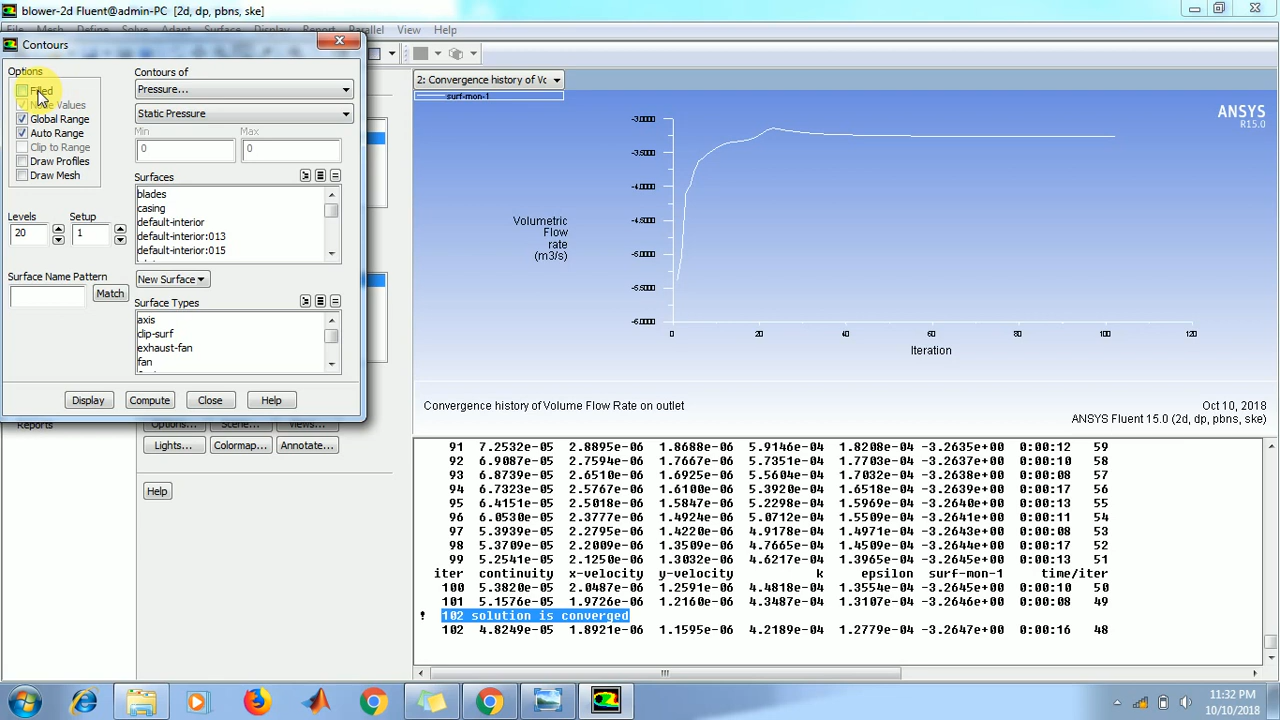 blower-2d Fluent@admin-PC [2d, dp, pbns, ske]
File Mesh Define Solve Adapt Surface Display Report Parallel View Help
Contours
Options
Filled
Node Values
Global Range
Auto Range
Clip to Range
Draw Profiles
Draw Mesh
Levels Setup
20 1
Surface Name Pattern
Match
Contours of
Pressure...
Static Pressure
Min Max
0 0
Surfaces
blades
casing
default-interior
default-interior:013
default-interior:015
New Surface
Surface Types
axis
clip-surf
exhaust-fan
fan
Display Compute Close Help
Reports
Options... Scene... Views...
Lights... Colormap... Annotate...
Help
2: Convergence history of Vc
surf-mon-1
ANSYS
R15.0
-3.0000
-3.5000
-4.0000
-4.5000
-5.0000
-5.5000
-6.0000
Volumetric
Flow
rate
(m3/s)
0 20 40 60 80 100 120
Iteration
Convergence history of Volume Flow Rate on outlet
Oct 10, 2018
ANSYS Fluent 15.0 (2d, dp, pbns, ske)
91 7.2532e-05 2.8895e-06 1.8688e-06 5.9146e-04 1.8208e-04 -3.2635e+00 0:00:12 59
92 6.9087e-05 2.7594e-06 1.7667e-06 5.7351e-04 1.7703e-04 -3.2637e+00 0:00:10 58
93 6.8739e-05 2.6510e-06 1.6925e-06 5.5604e-04 1.7203e-04 -3.2638e+00 0:00:08 57
94 6.7323e-05 2.5767e-06 1.6100e-06 5.3920e-04 1.6518e-04 -3.2639e+00 0:00:17 56
95 6.4151e-05 2.5018e-06 1.5847e-06 5.2298e-04 1.5969e-04 -3.2640e+00 0:00:13 55
96 6.0530e-05 2.3777e-06 1.4924e-06 5.0712e-04 1.5509e-04 -3.2641e+00 0:00:11 54
97 5.3939e-05 2.2795e-06 1.4220e-06 4.9178e-04 1.4971e-04 -3.2643e+00 0:00:08 53
98 5.3709e-05 2.2009e-06 1.3509e-06 4.7665e-04 1.4509e-04 -3.2644e+00 0:00:17 52
99 5.2541e-05 2.1250e-06 1.3032e-06 4.6217e-04 1.3965e-04 -3.2645e+00 0:00:13 51
iter continuity x-velocity y-velocity k epsilon surf-mon-1 time/iter
100 5.3820e-05 2.0487e-06 1.2591e-06 4.4818e-04 1.3554e-04 -3.2646e+00 0:00:10 50
101 5.1576e-05 1.9726e-06 1.2160e-06 4.3487e-04 1.3107e-04 -3.2646e+00 0:00:08 49
! 102 solution is converged
102 4.8249e-05 1.8921e-06 1.1595e-06 4.2189e-04 1.2779e-04 -3.2647e+00 0:00:16 48
11:32 PM
10/10/2018